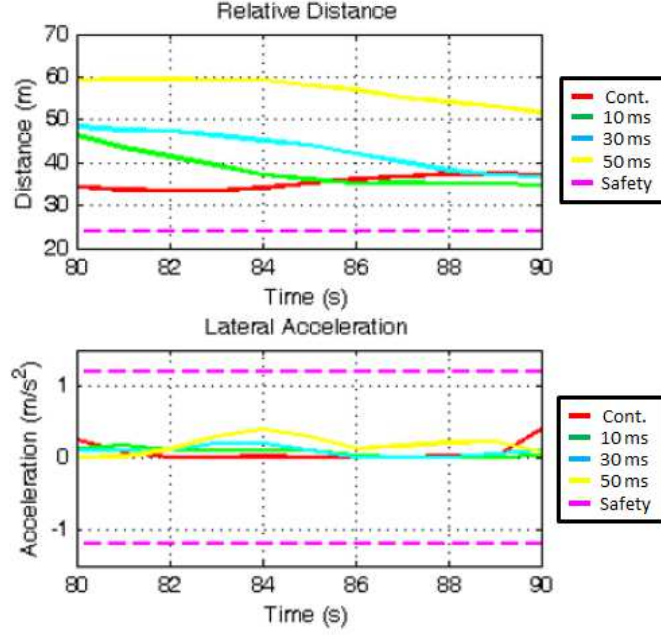 Relative Distance
70
60
50
40
30
20
Distance (m)
80 82 84 86 88 90
Time (s)
Cont.
10 ms
30 ms
50 ms
Safety
Lateral Acceleration
1
0
-1
Acceleration (m/s²)
80 82 84 86 88 90
Time (s)
Cont.
10 ms
30 ms
50 ms
Safety